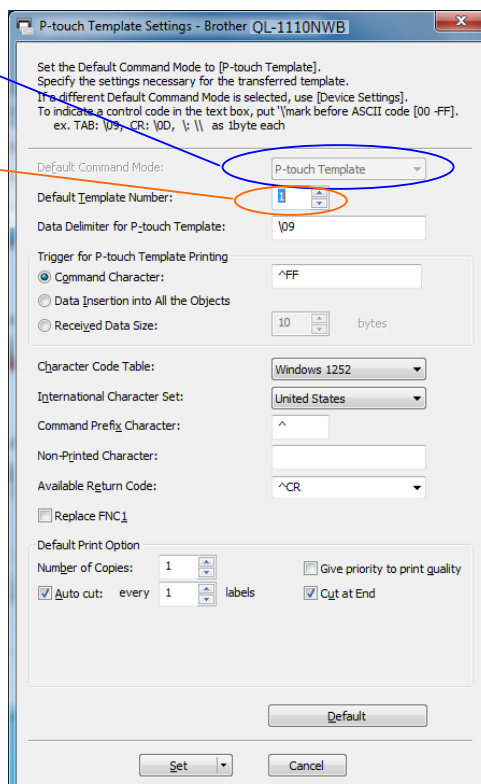 P-touch Template Settings - Brother QL-1110NWB
X
Set the Default Command Mode to [P-touch Template].
Specify the settings necessary for the transferred template.
If a different Default Command Mode is selected, use [Device Settings].
To indicate a control code in the text box, put '\'mark before ASCII code [00 -FF].
ex. TAB: \09, CR: \0D, \: \\ as 1byte each
Default Command Mode: P-touch Template
Default Template Number: 1
Data Delimiter for P-touch Template: \09
Trigger for P-touch Template Printing
Command Character: ^FF
Data Insertion into All the Objects
Received Data Size: 10 bytes
Character Code Table: Windows 1252
International Character Set: United States
Command Prefix Character: ^
Non-Printed Character:
Available Return Code: ^CR
Replace FNC1
Default Print Option
Number of Copies: 1 Give priority to print quality
Auto cut: every 1 labels Cut at End
Default
Set Cancel